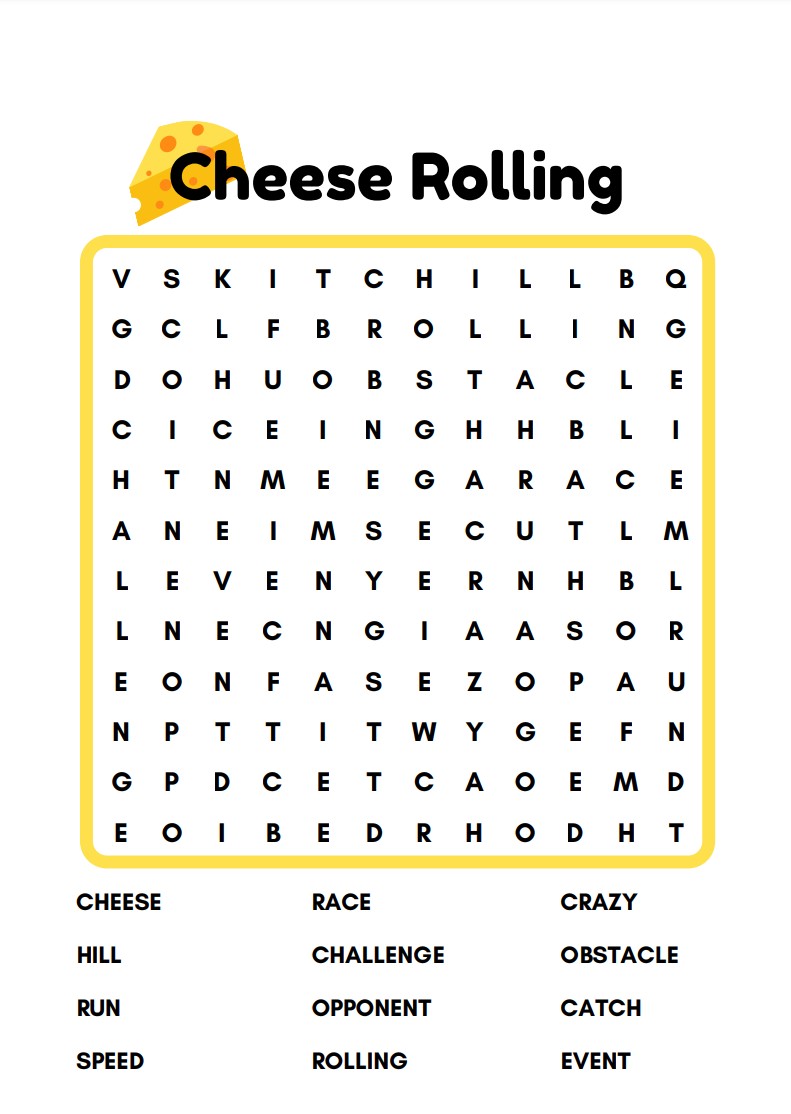 Cheese Rolling
V S K I T C H I L L B Q
G C L F B R O L L I N G
D O H U O B S T A C L E
C I C E I N G H H B L I
H T N M E E G A R A C E
A N E I M S E C U T L M
L E V E N Y E R N H B L
L N E C N G I A A S O R
E O N F A S E Z O P A U
N P T T I T W Y G E F N
G P D C E T C A O E M D
E O I B E D R H O D H T
CHEESE RACE CRAZY
HILL CHALLENGE OBSTACLE
RUN OPPONENT CATCH
SPEED ROLLING EVENT